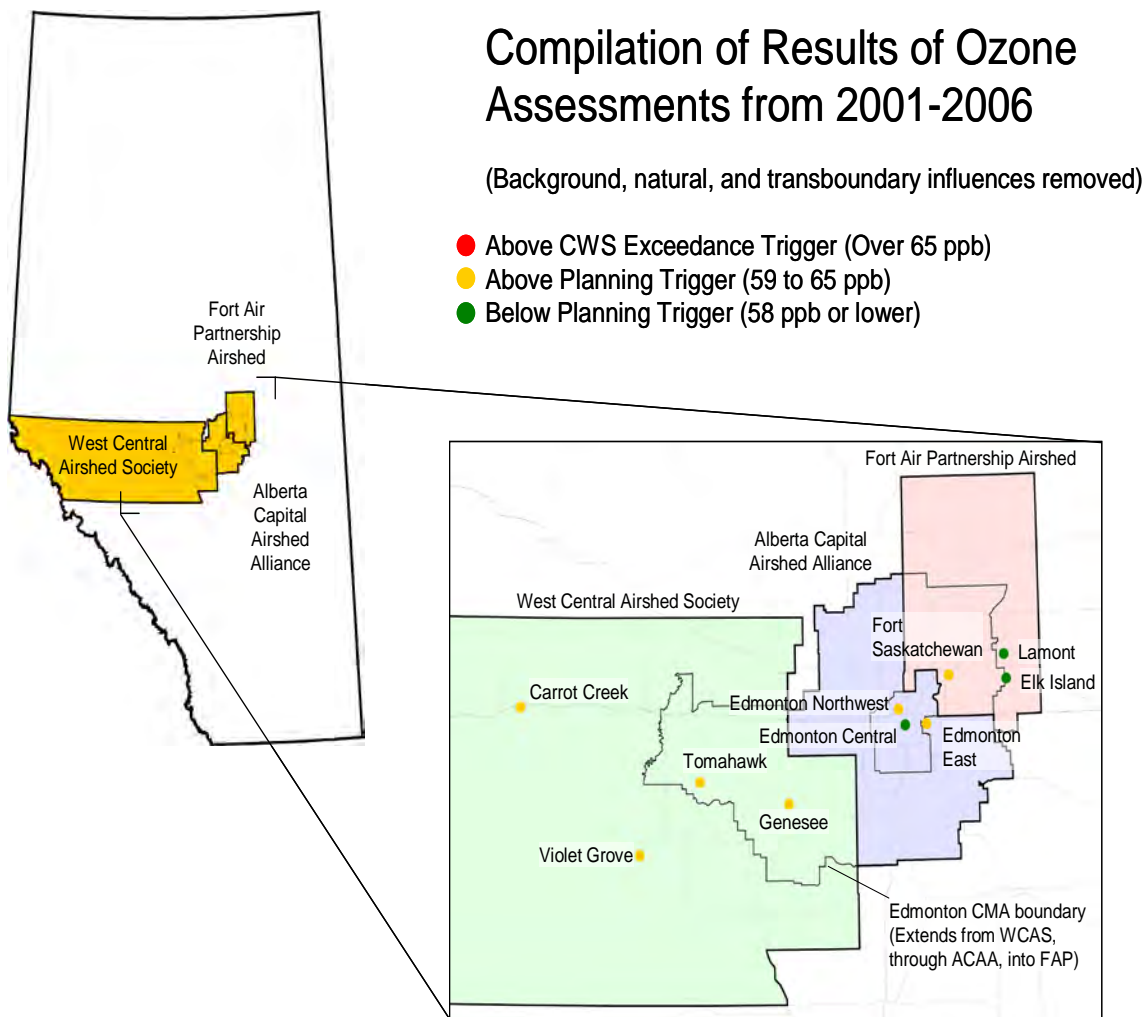 Compilation of Results of Ozone
Assessments from 2001-2006
(Background, natural, and transboundary influences removed)
Above CWS Exceedance Trigger (Over 65 ppb)
Above Planning Trigger (59 to 65 ppb)
Below Planning Trigger (58 ppb or lower)
Fort Air
Partnership
Airshed
West Central
Airshed Society
Alberta
Capital
Airshed
Alliance
Fort Air Partnership Airshed
Alberta Capital
Airshed Alliance
West Central Airshed Society
Fort
Saskatchewan
Lamont
Elk Island
Carrot Creek
Edmonton Northwest
Edmonton Central
Edmonton
East
Tomahawk
Genesee
Violet Grove
Edmonton CMA boundary
(Extends from WCAS,
through ACAA, into FAP)